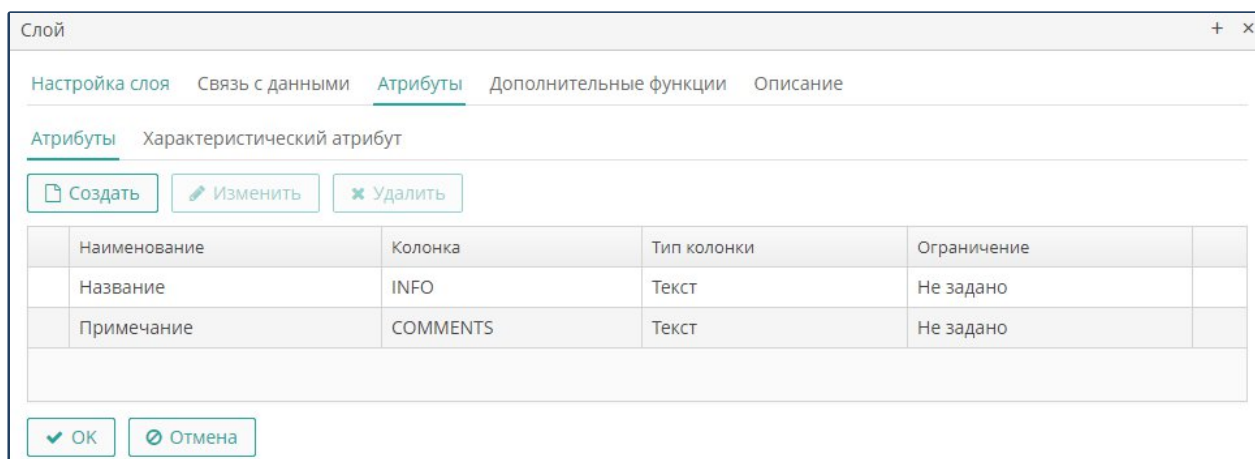 Слой + ×
Настройка слоя Связь с данными Атрибуты Дополнительные функции Описание
Атрибуты Характеристический атрибут
Создать Изменить Удалить
Наименование Колонка Тип колонки Ограничение
Название INFO Текст Не задано
Примечание COMMENTS Текст Не задано
OK Отмена